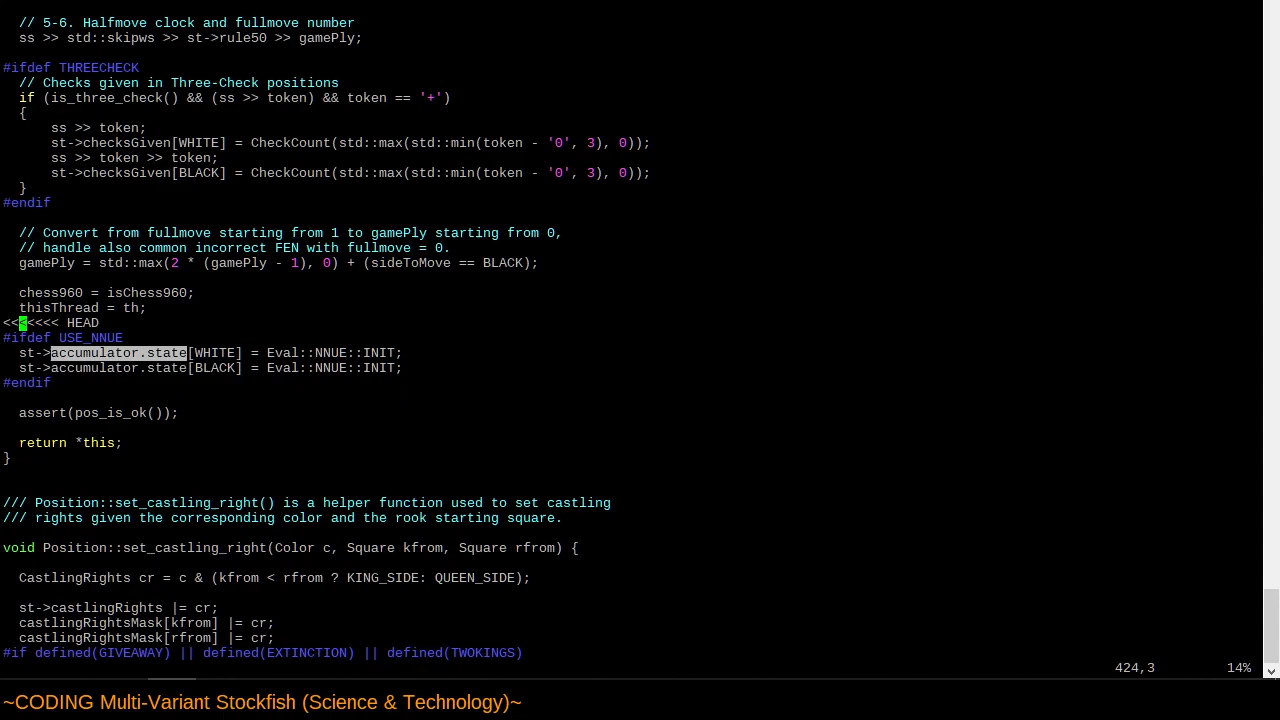 // 5-6. Halfmove clock and fullmove number
  ss >> std::skipws >> st->rule50 >> gamePly;
#ifdef THREECHECK
  // Checks given in Three-Check positions
  if (is_three_check() && (ss >> token) && token == '+')
  {
      ss >> token;
      st->checksGiven[WHITE] = CheckCount(std::max(std::min(token - '0', 3), 0));
      ss >> token >> token;
      st->checksGiven[BLACK] = CheckCount(std::max(std::min(token - '0', 3), 0));
  }
#endif
  // Convert from fullmove starting from 1 to gamePly starting from 0,
  // handle also common incorrect FEN with fullmove = 0.
  gamePly = std::max(2 * (gamePly - 1), 0) + (sideToMove == BLACK);
  chess960 = isChess960;
  thisThread = th;
<<<<<<< HEAD
#ifdef USE_NNUE
  st->accumulator.state[WHITE] = Eval::NNUE::INIT;
  st->accumulator.state[BLACK] = Eval::NNUE::INIT;
#endif
  assert(pos_is_ok());
  return *this;
}
/// Position::set_castling_right() is a helper function used to set castling
/// rights given the corresponding color and the rook starting square.
void Position::set_castling_right(Color c, Square kfrom, Square rfrom) {
  CastlingRights cr = c & (kfrom < rfrom ? KING_SIDE: QUEEN_SIDE);
  st->castlingRights |= cr;
  castlingRightsMask[kfrom] |= cr;
  castlingRightsMask[rfrom] |= cr;
#if defined(GIVEAWAY) || defined(EXTINCTION) || defined(TWOKINGS)
424,3 14%
~CODING Multi-Variant Stockfish (Science & Technology)~